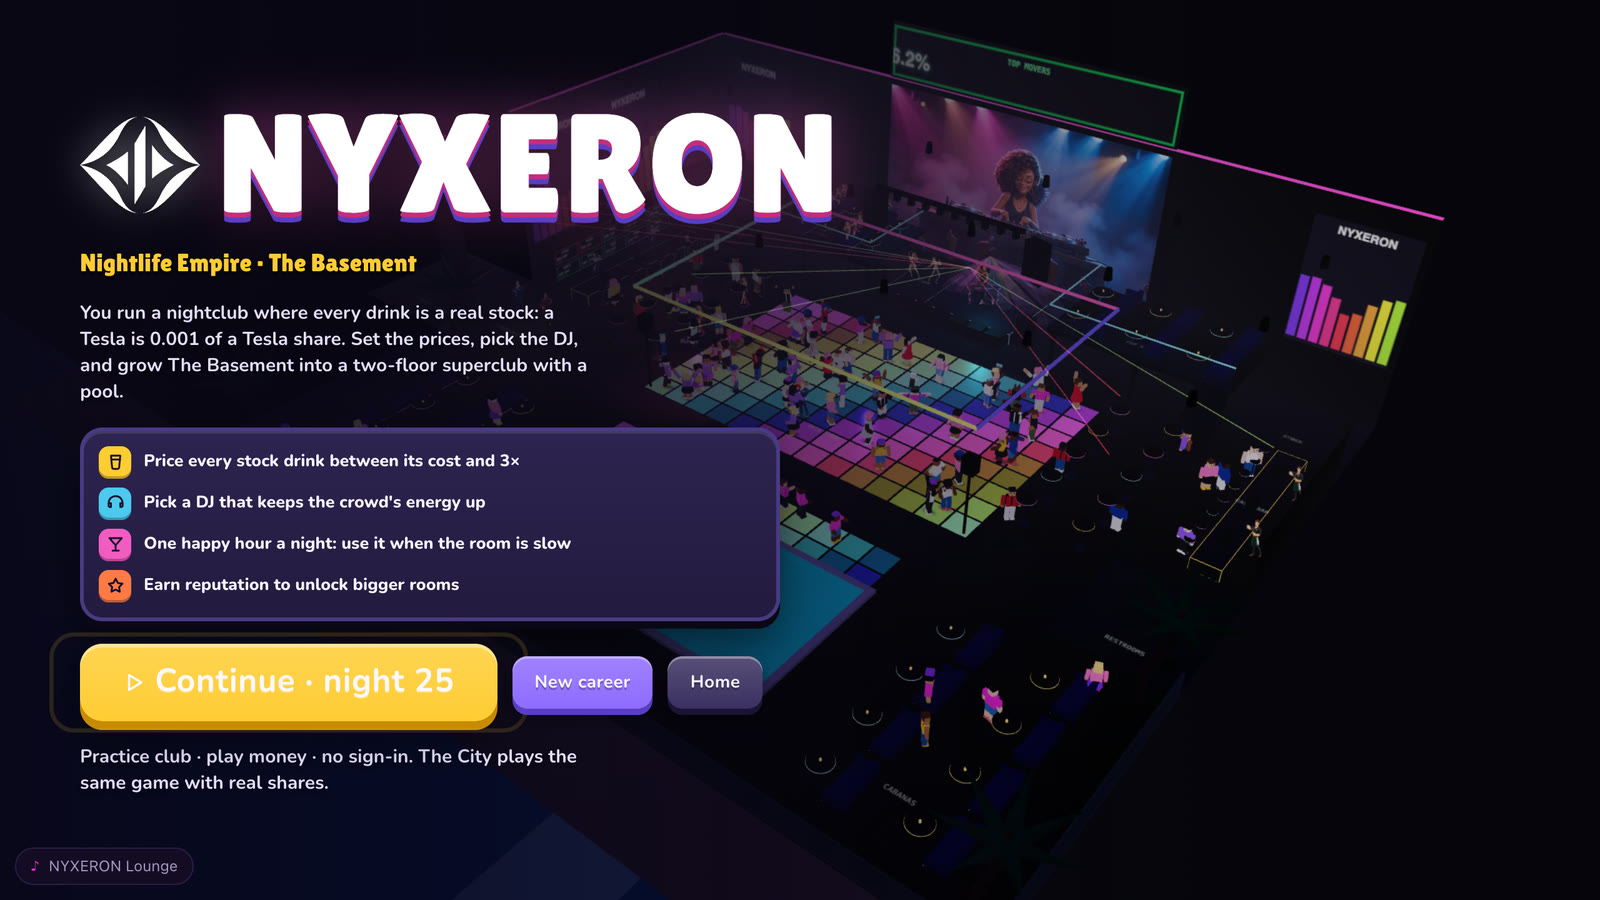 NYXERON
Nightlife Empire · The Basement
You run a nightclub where every drink is a real stock: a
Tesla is 0.001 of a Tesla share. Set the prices, pick the DJ,
and grow The Basement into a two-floor superclub with a
pool.
Price every stock drink between its cost and 3×
Pick a DJ that keeps the crowd's energy up
One happy hour a night: use it when the room is slow
Earn reputation to unlock bigger rooms
Continue · night 25
New career
Home
Practice club · play money · no sign-in. The City plays the
same game with real shares.
♪ NYXERON Lounge
NYXERON
NYXERON
6.2%
TOP MOVERS
NYXERON
RESTROOMS
CABANAS